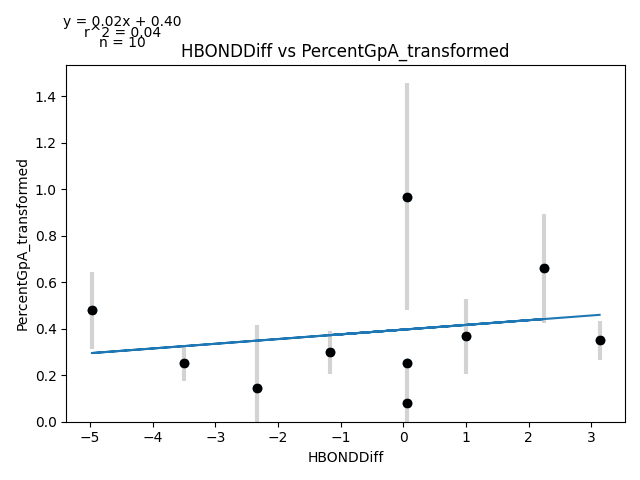 y = 0.02x + 0.40
r^2 = 0.04
n = 10
HBONDDiff vs PercentGpA_transformed
PercentGpA_transformed
1.4
1.2
1.0
0.8
0.6
0.4
0.2
0.0
−5
−4
−3
−2
−1
0
1
2
3
HBONDDiff